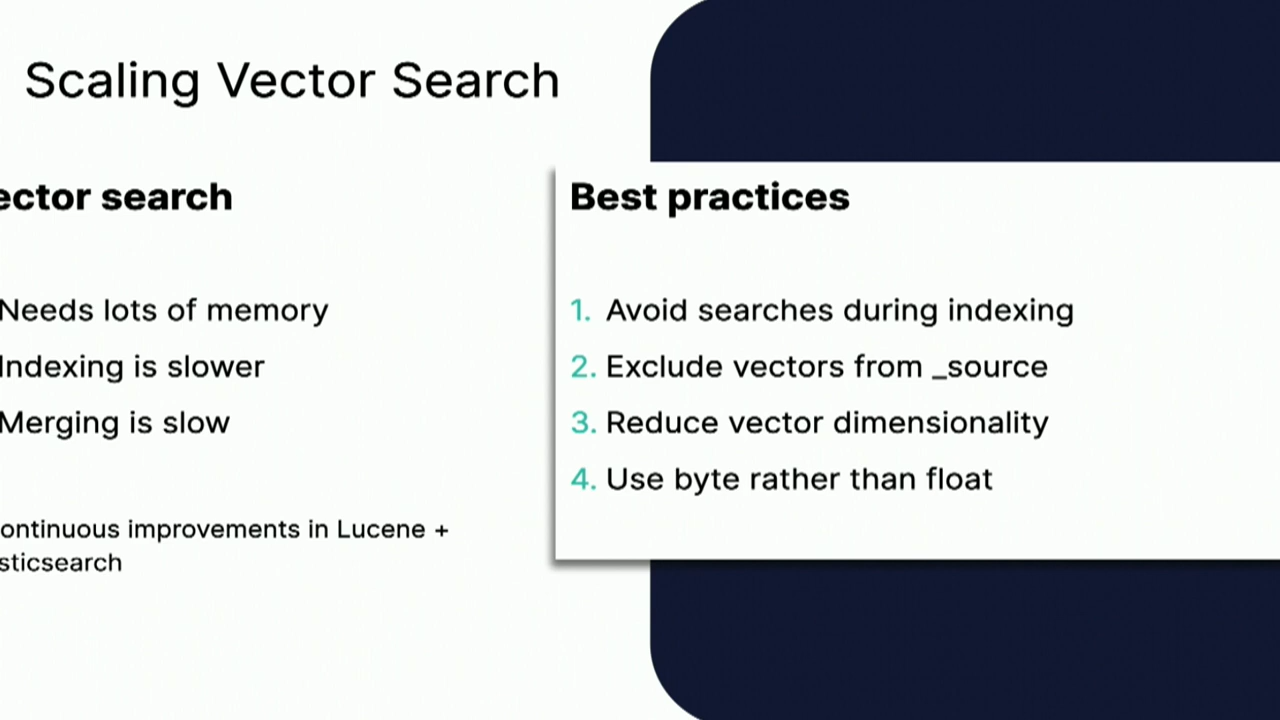 Scaling Vector Search
ector search
Needs lots of memory
Indexing is slower
Merging is slow
ontinuous improvements in Lucene +
sticsearch
Best practices
1. Avoid searches during indexing
2. Exclude vectors from _source
3. Reduce vector dimensionality
4. Use byte rather than float